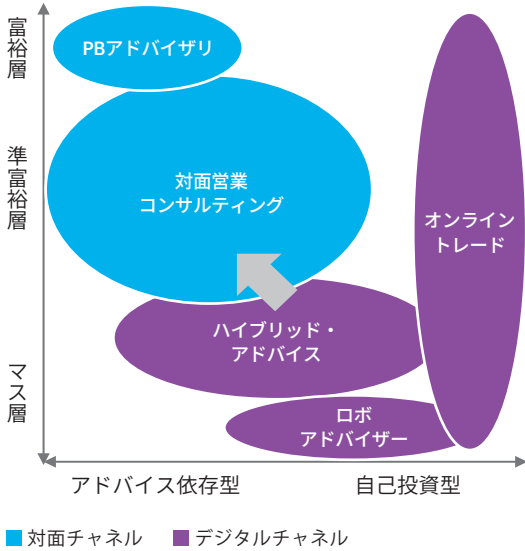 富裕層
PBアドバイザリ
準富裕層
対面営業
コンサルティング
オンライン
トレード
ハイブリッド・
アドバイス
マス層
ロボ
アドバイザー
アドバイス依存型
自己投資型
対面チャネル
デジタルチャネル